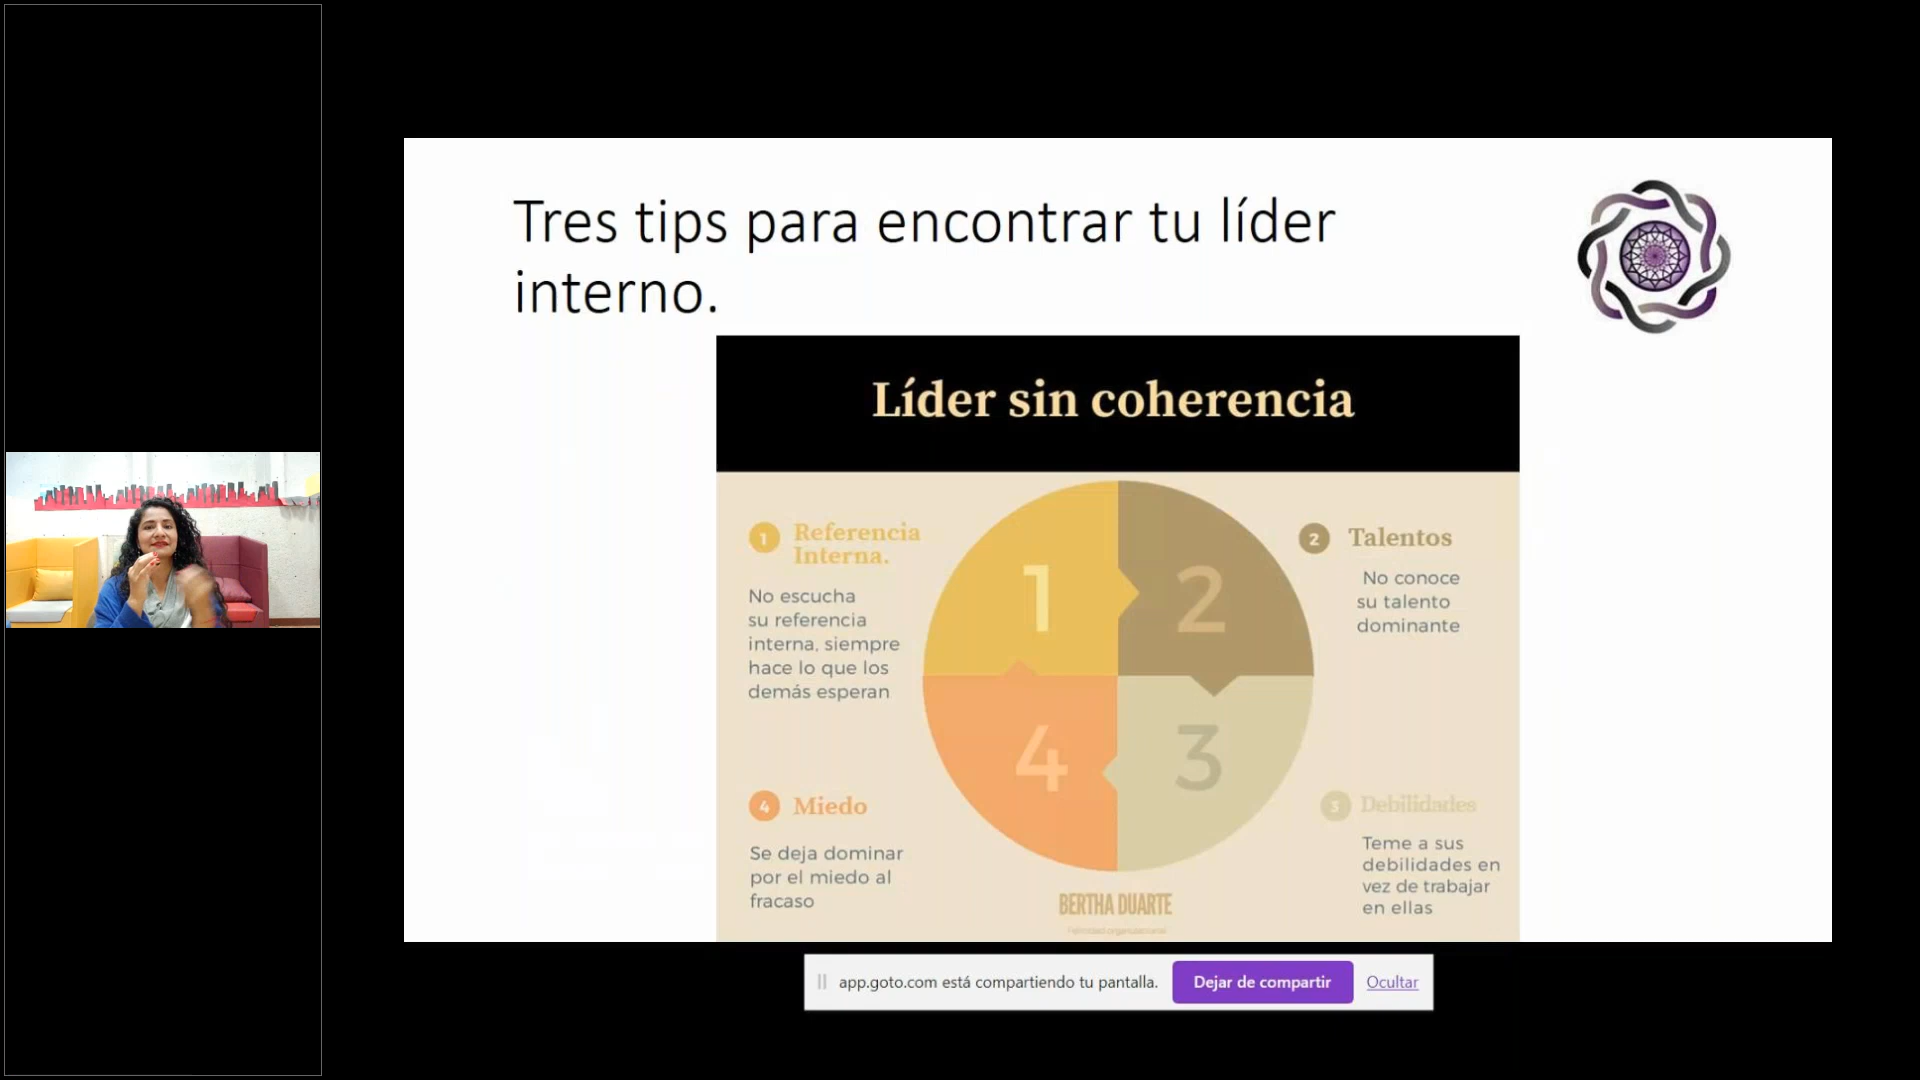 Tres tips para encontrar tu líder
interno.
Líder sin coherencia
1 Referencia
Interna.
No escucha
su referencia
interna, siempre
hace lo que los
demás esperan
2 Talentos
No conoce
su talento
dominante
1
2
4
3
4 Miedo
Se deja dominar
por el miedo al
fracaso
3 Debilidades
Teme a sus
debilidades en
vez de trabajar
en ellas
BERTHA DUARTE
Felicidad organizacional
app.goto.com está compartiendo tu pantalla.
Dejar de compartir
Ocultar